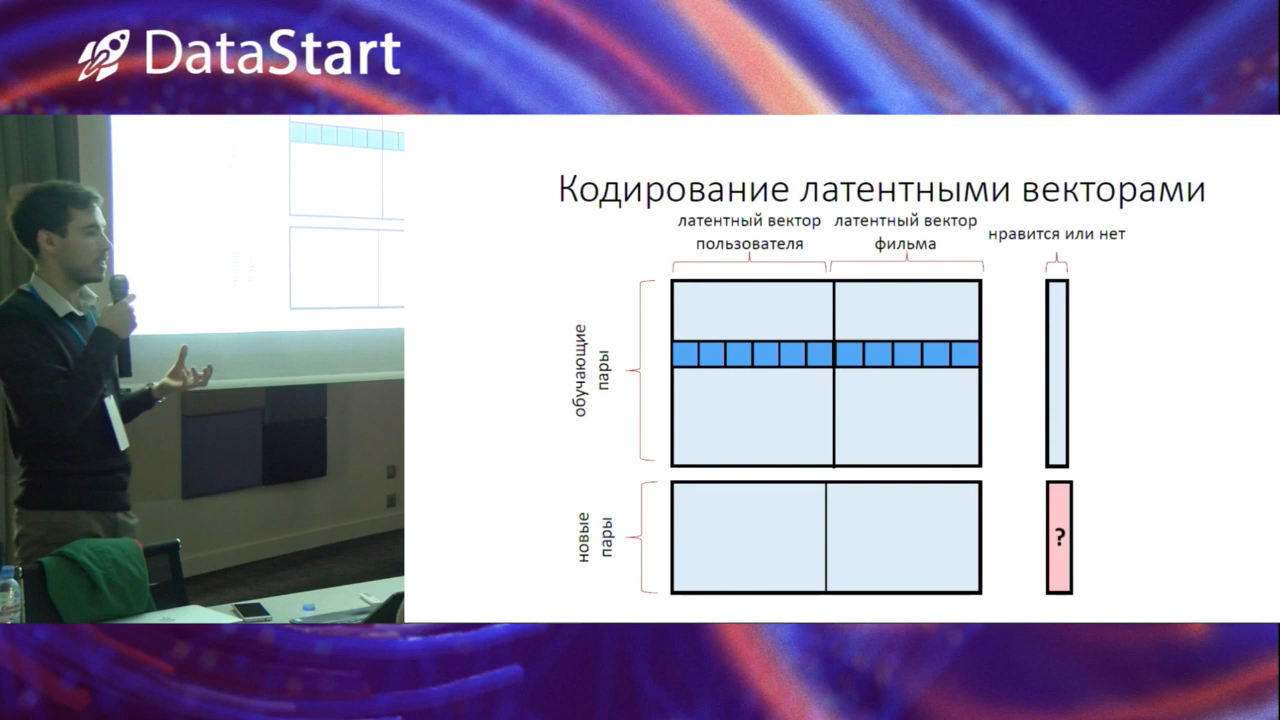 DataStart
Кодирование латентными векторами
латентный вектор
пользователя
латентный вектор
фильма
нравится или нет
обучающие
пары
новые
пары
?